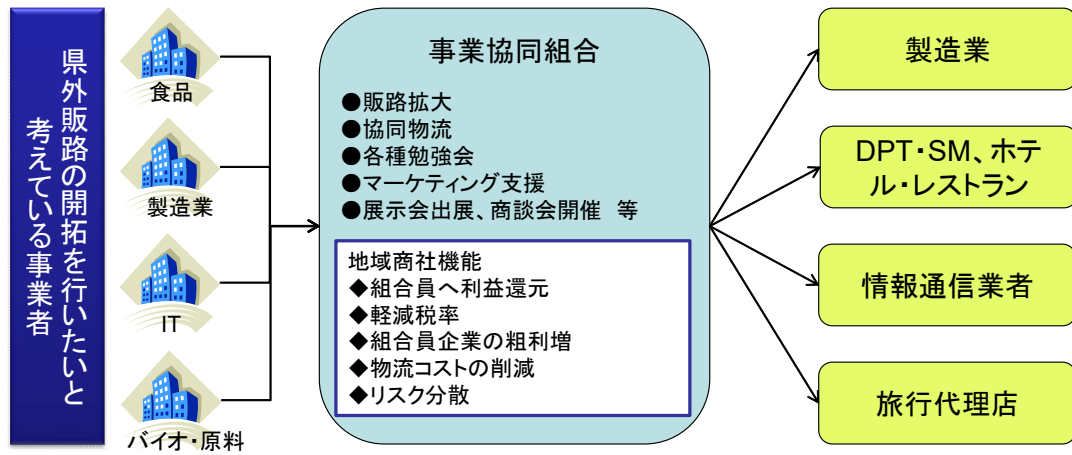 県外販路の開拓を行いたいと
考えている事業者
食品
製造業
IT
バイオ・原料
事業協同組合
●販路拡大
●協同物流
●各種勉強会
●マーケティング支援
●展示会出展、商談会開催　等
地域商社機能
◆組合員へ利益還元
◆軽減税率
◆組合員企業の粗利増
◆物流コストの削減
◆リスク分散
製造業
DPT・SM、ホテ
ル・レストラン
情報通信業者
旅行代理店